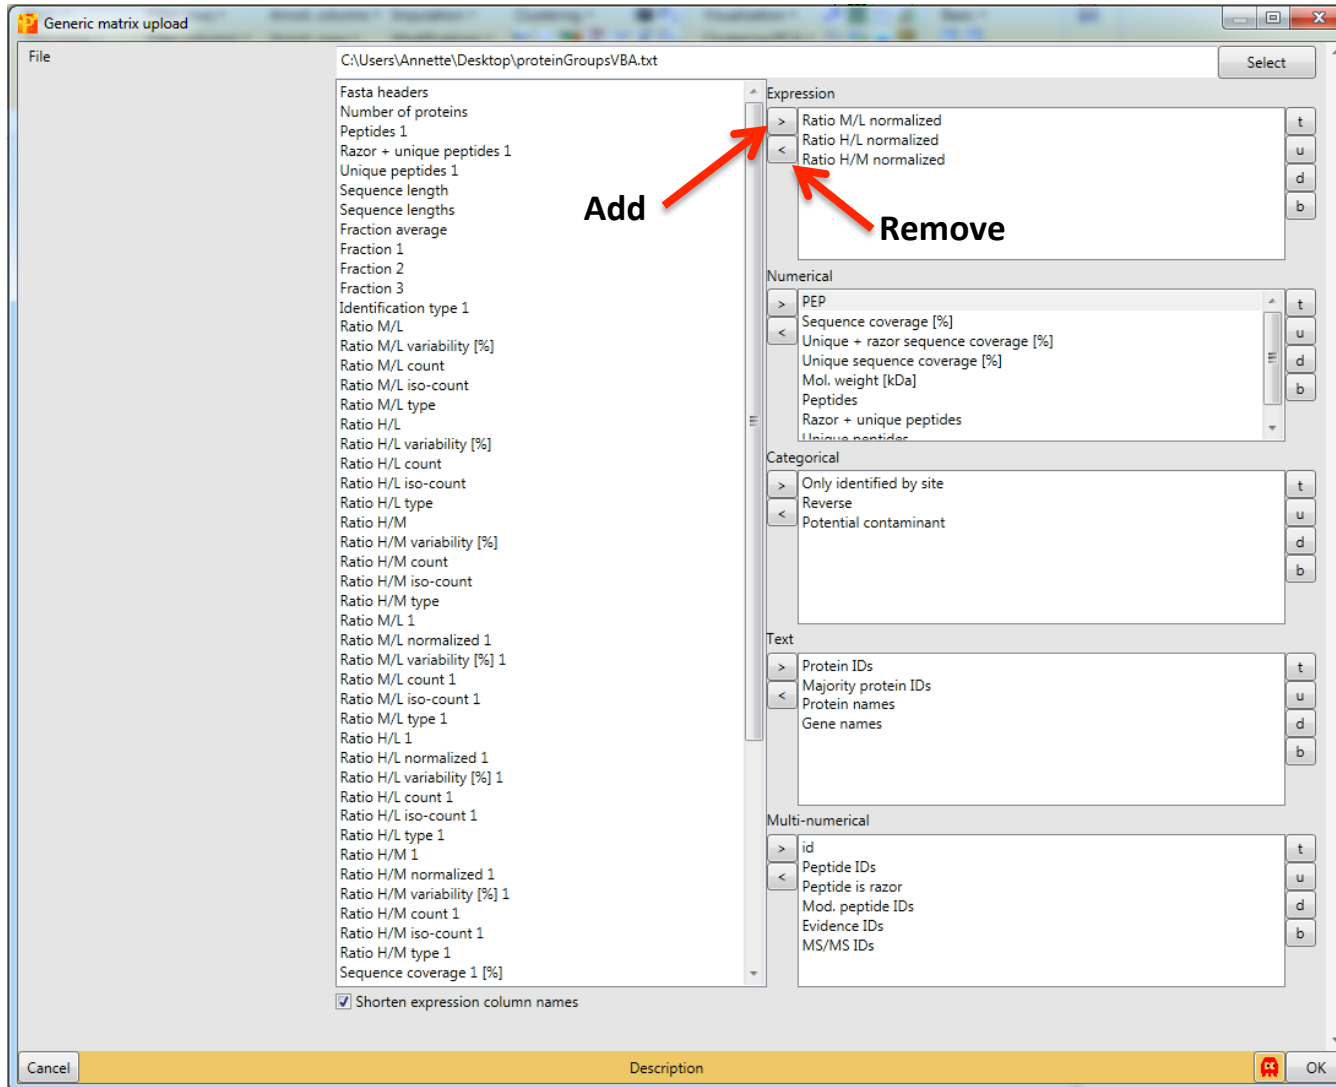 Generic matrix upload
File
C:\Users\Annette\Desktop\proteinGroupsVBA.txt
Select
Fasta headers
Number of proteins
Peptides 1
Razor + unique peptides 1
Unique peptides 1
Sequence length
Sequence lengths
Fraction average
Fraction 1
Fraction 2
Fraction 3
Identification type 1
Ratio M/L
Ratio M/L variability [%]
Ratio M/L count
Ratio M/L iso-count
Ratio M/L type
Ratio H/L
Ratio H/L variability [%]
Ratio H/L count
Ratio H/L iso-count
Ratio H/L type
Ratio H/M
Ratio H/M variability [%]
Ratio H/M count
Ratio H/M iso-count
Ratio H/M type
Ratio M/L 1
Ratio M/L normalized 1
Ratio M/L variability [%] 1
Ratio M/L count 1
Ratio M/L iso-count 1
Ratio M/L type 1
Ratio H/L 1
Ratio H/L normalized 1
Ratio H/L variability [%] 1
Ratio H/L count 1
Ratio H/L iso-count 1
Ratio H/L type 1
Ratio H/M 1
Ratio H/M normalized 1
Ratio H/M variability [%] 1
Ratio H/M count 1
Ratio H/M iso-count 1
Ratio H/M type 1
Sequence coverage 1 [%]
Shorten expression column names
Add
Remove
Expression
>
<
Ratio M/L normalized
Ratio H/L normalized
Ratio H/M normalized
t
u
d
b
Numerical
>
<
PEP
Sequence coverage [%]
Unique + razor sequence coverage [%]
Unique sequence coverage [%]
Mol. weight [kDa]
Peptides
Razor + unique peptides
Unique peptides
t
u
d
b
Categorical
>
<
Only identified by site
Reverse
Potential contaminant
t
u
d
b
Text
>
<
Protein IDs
Majority protein IDs
Protein names
Gene names
t
u
d
b
Multi-numerical
>
<
id
Peptide IDs
Peptide is razor
Mod. peptide IDs
Evidence IDs
MS/MS IDs
t
u
d
b
Cancel
Description
OK